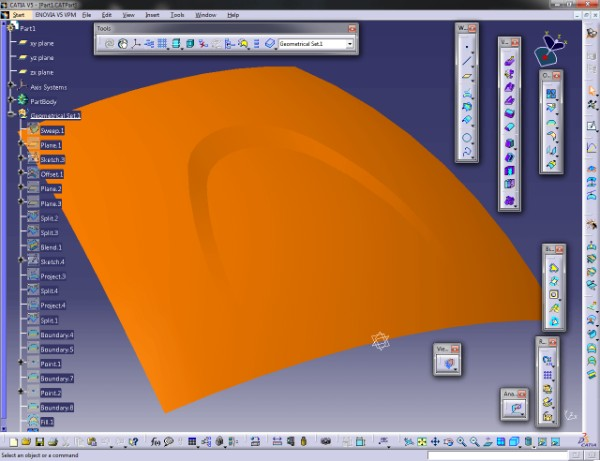 CATIA V5 - [Part1.CATPart]
Start ENOVIA V5 VPM File Edit View Insert Tools Window Help
Part1
Tools
W...
S...
xy plane
Geometrical Set.1
yz plane
zx plane
O...
Axis Systems
PartBody
Geometrical Set.1
Sweep.1
Plane.1
Sketch.3
Offset.1
Plane.2
Plane.3
Split.2
Split.3
Blend.1
Sketch.4
Project.3
Split.4
Project.4
Split.1
Boundary.4
R...
Boundary.5
Vie...
Point.1
Boundary.7
Point.2
Ana...
Boundary.8
Fill.1
CATIA
Select an object or a command